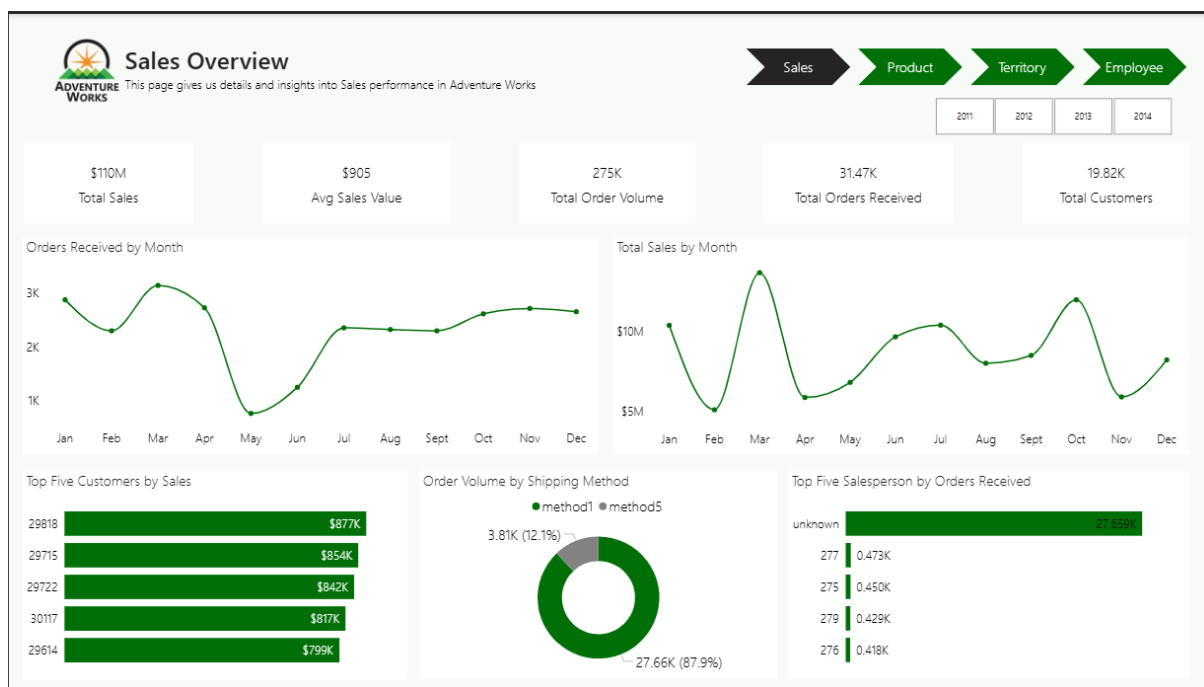 Sales Overview
This page gives us details and insights into Sales performance in Adventure Works
ADVENTURE
WORKS
Sales
Product
Territory
Employee
2011
2012
2013
2014
$110M
Total Sales
$905
Avg Sales Value
275K
Total Order Volume
31.47K
Total Orders Received
19.82K
Total Customers
Orders Received by Month
3K
2K
1K
Jan Feb Mar Apr May Jun Jul Aug Sept Oct Nov Dec
Total Sales by Month
$10M
$5M
Jan Feb Mar Apr May Jun Jul Aug Sept Oct Nov Dec
Top Five Customers by Sales
29818 $877K
29715 $854K
29722 $842K
30117 $817K
29614 $799K
Order Volume by Shipping Method
method1 method5
3.81K (12.1%)
27.66K (87.9%)
Top Five Salesperson by Orders Received
unknown 27.659K
277 0.473K
275 0.450K
279 0.429K
276 0.418K